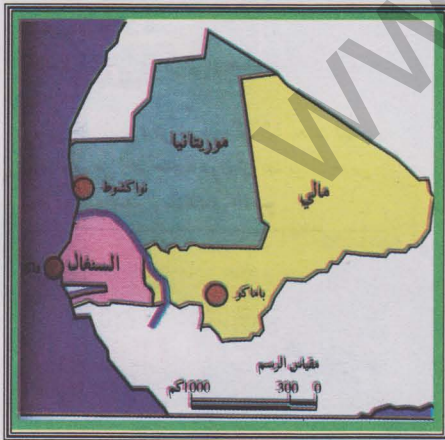 موريتانيا
مالي
نواكشوط
السنغال
باماكو
مقياس الرسم
0 300 1000كم